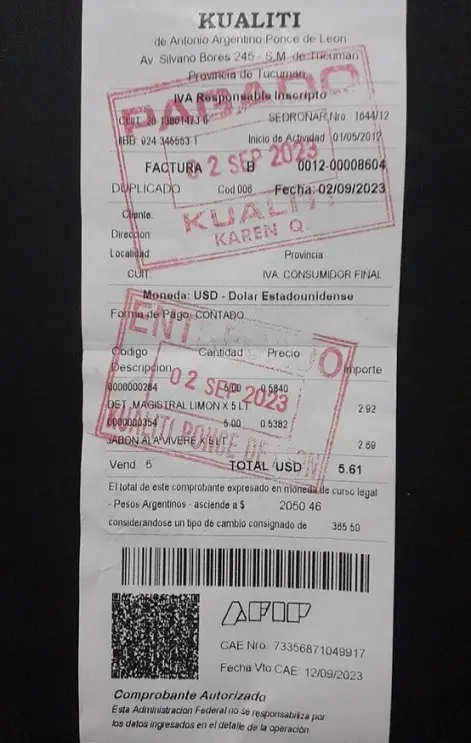 KUALITI
de Antonio Argentino Ponce de Leon
Av Silvano Bores 245 - S.M. de Tucuman
Provincia de Tucuman
IVA Responsable Inscripto
CUIT. SEDRONAR Nro 1644/12
IIBB: 924 Inicio de Actividad 01/05/2012
FACTURA B 0012-00008604
DUPLICADO Cod 006 Fecha: 02/09/2023
PAGADO
02 SEP 2023
KUALITI
KAREN Q.
Cliente:
Direccion
Localidad Provincia
CUIT: IVA: CONSUMIDOR FINAL
Moneda: USD - Dolar Estadounidense
Forma de Pago: CONTADO
Codigo Cantidad Precio
Descripcion Importe
0000000264 5.00 0.5840
DET .MAGISTRAL LIMON X 5 LT 2.92
0000000354 5.00 0.5382
JABON ALA VIVERE X 5 LT 2.69
ENTREGADO
02 SEP 2023
KUALITI PONCE DE LEON
Vend 5 TOTAL USD 5.61
El total de este comprobante expresado en moneda de curso legal
- Pesos Argentinos - asciende a $ 2050.46
considerandose un tipo de cambio consignado de 365.50
AFIP
CAE Nro. 73356871049917
Fecha Vto CAE: 12/09/2023
Comprobante Autorizado
Esta Administracion Federal no se responsabiliza por
los datos ingresados en el detalle de la operación